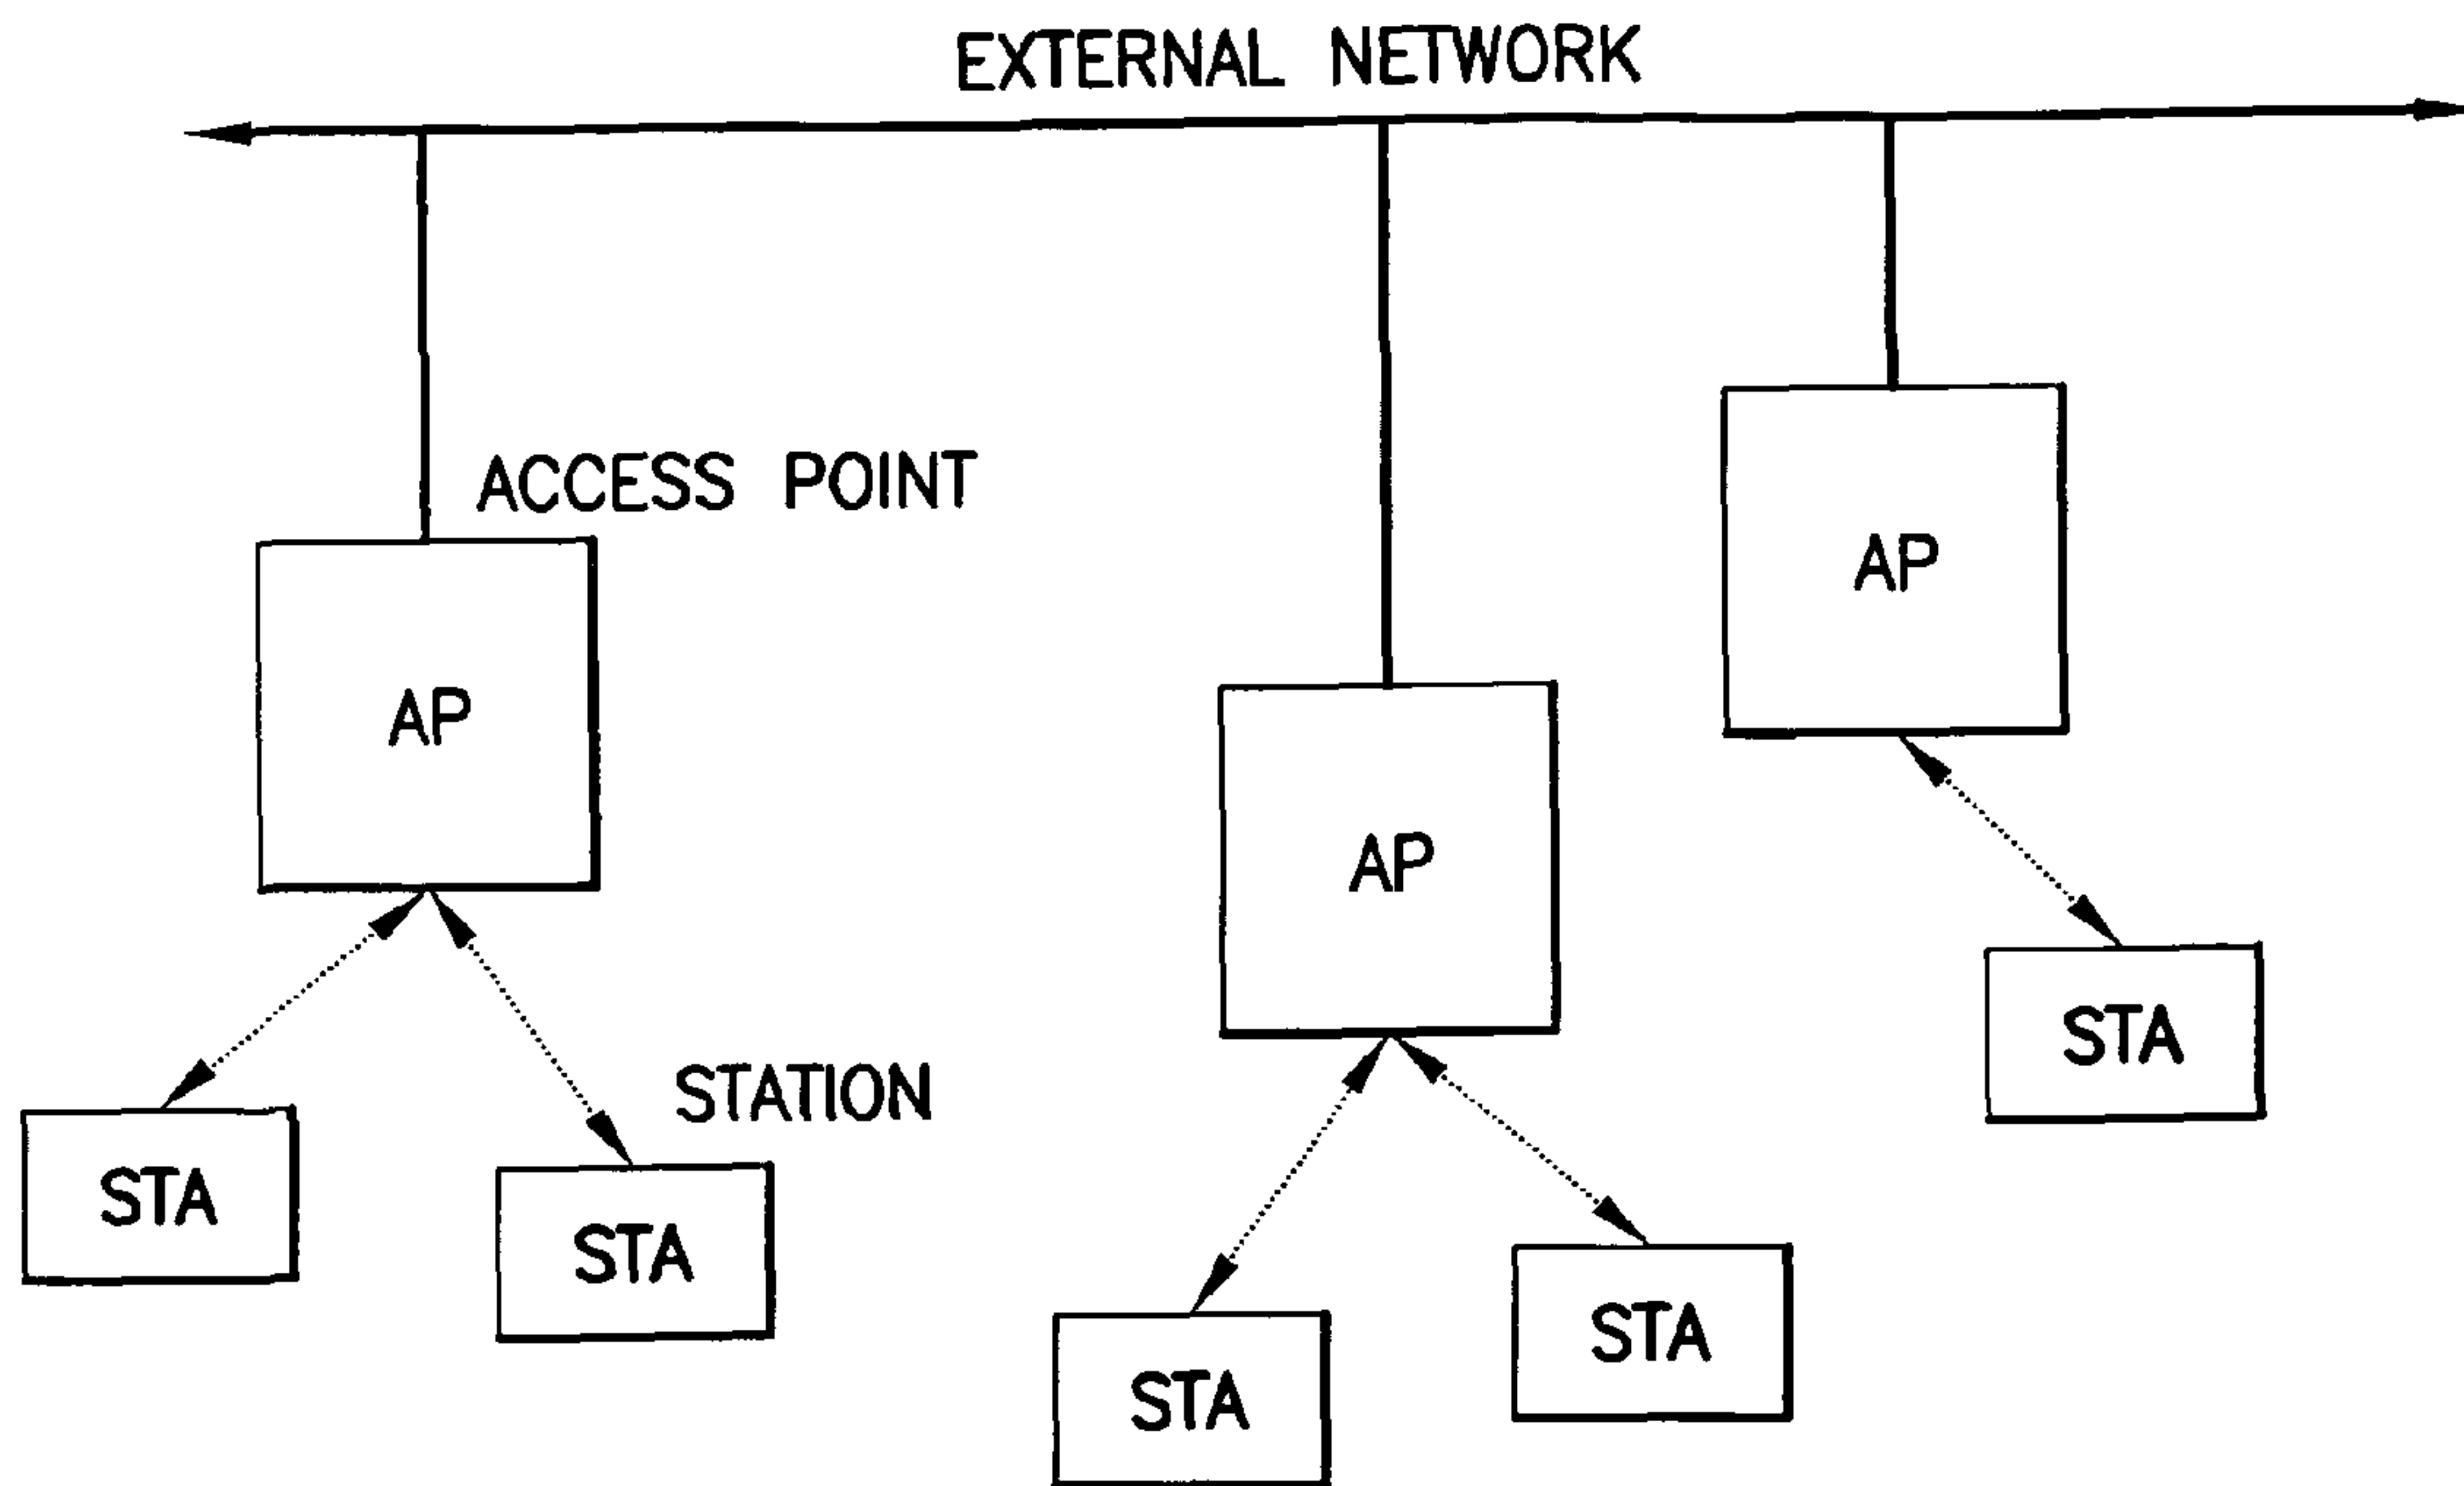 EXTERNAL NETWORK
ACCESS POINT
AP
AP
AP
STATION
STA
STA
STA
STA
STA